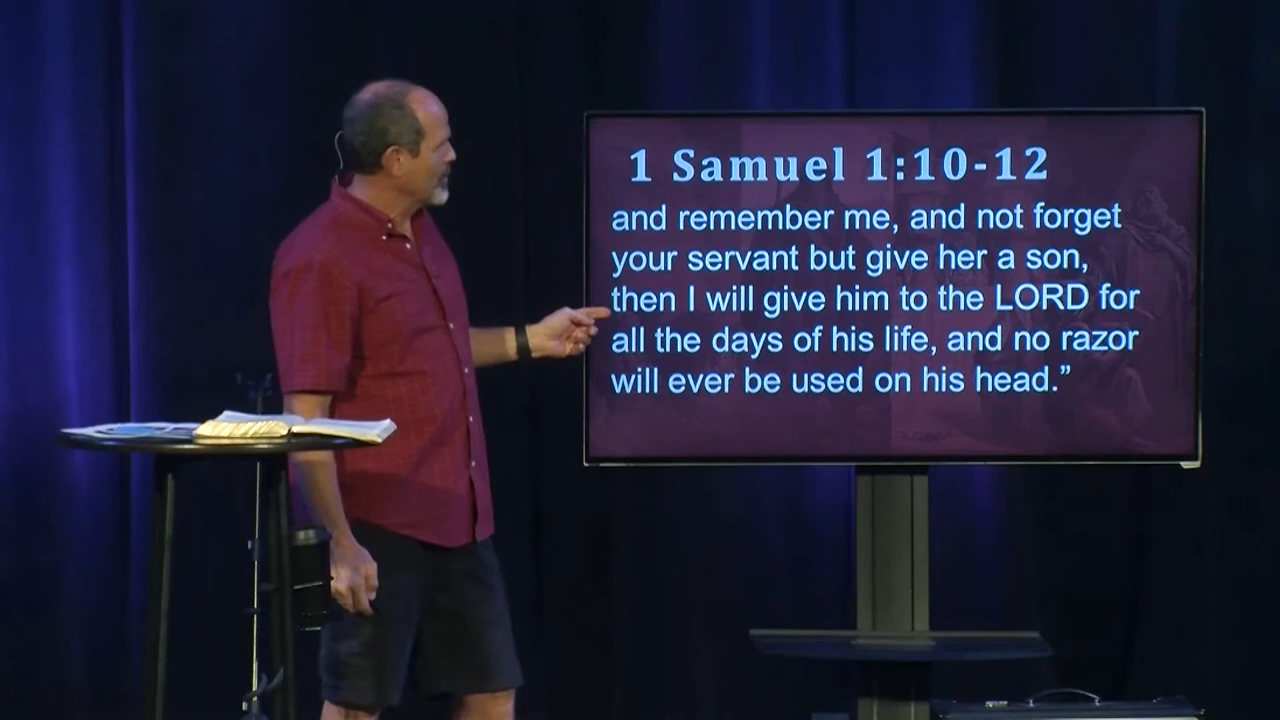 1 Samuel 1:10-12
and remember me, and not forget
your servant but give her a son,
then I will give him to the LORD for
all the days of his life, and no razor
will ever be used on his head.”